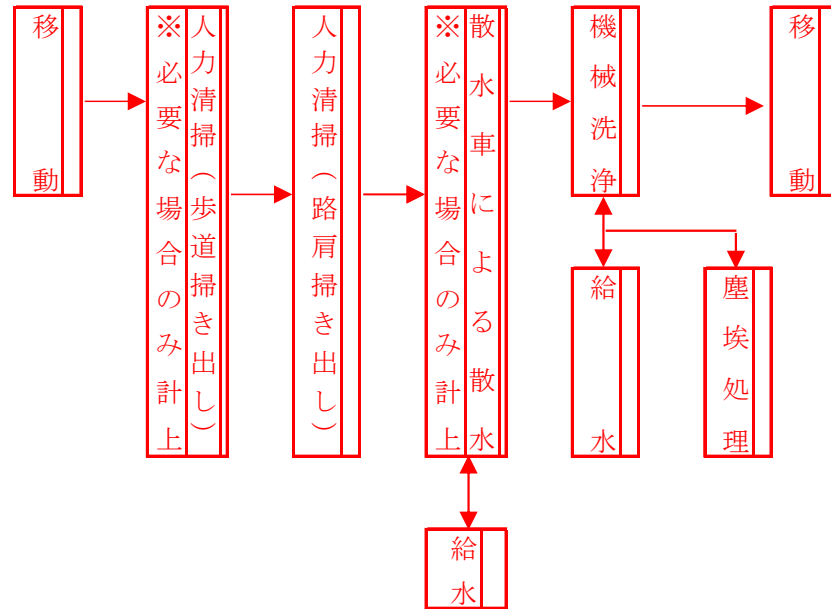 移動
人力清掃（歩道掃き出し）
※必要な場合のみ計上
人力清掃（路肩掃き出し）
散水車による散水
※必要な場合のみ計上
機械洗浄
移動
給水
塵埃処理
給水